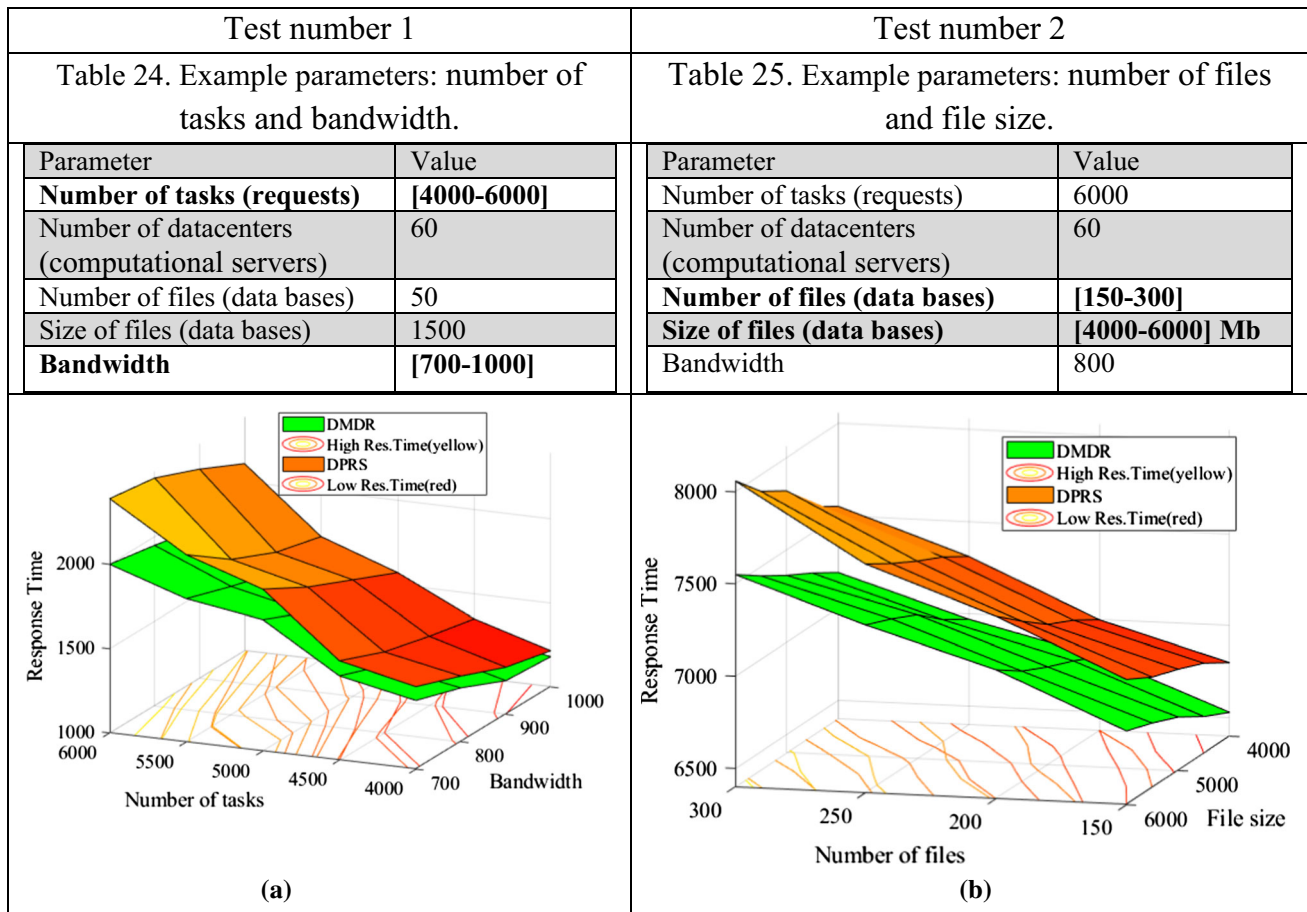 Test number 1
Test number 2
Table 24. Example parameters: number of
tasks and bandwidth.
Table 25. Example parameters: number of files
and file size.
Parameter Value
Number of tasks (requests) [4000-6000]
Number of datacenters 60
(computational servers)
Number of files (data bases) 50
Size of files (data bases) 1500
Bandwidth [700-1000]
Parameter Value
Number of tasks (requests) 6000
Number of datacenters 60
(computational servers)
Number of files (data bases) [150-300]
Size of files (data bases) [4000-6000] Mb
Bandwidth 800
DMDR
High Res.Time(yellow)
DPRS
Low Res.Time(red)
Response Time
2000
1500
1000
6000
5500
5000
4500
4000
Number of tasks
700
800
900
1000
Bandwidth
(a)
DMDR
High Res.Time(yellow)
DPRS
Low Res.Time(red)
Response Time
8000
7500
7000
6500
300
250
200
150
Number of files
6000
5000
4000
File size
(b)